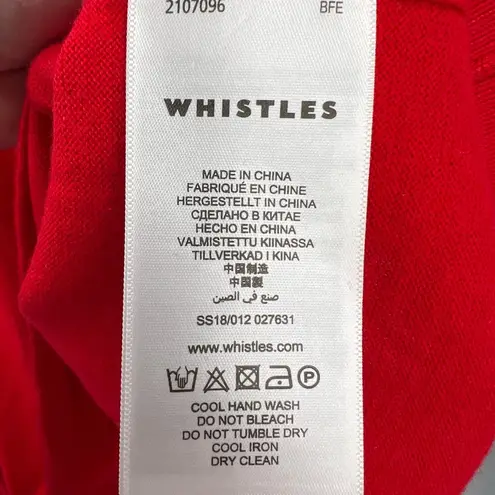 2107096 BFE
WHISTLES
MADE IN CHINA
FABRIQUÉ EN CHINE
HERGESTELLT IN CHINA
СДЕЛАНО В КИТАЕ
HECHO EN CHINA
VALMISTETTU KIINASSA
TILLVERKAD I KINA
中国制造
中國製
صنع في الصين
SS18/012 027631
www.whistles.com
P
COOL HAND WASH
DO NOT BLEACH
DO NOT TUMBLE DRY
COOL IRON
DRY CLEAN